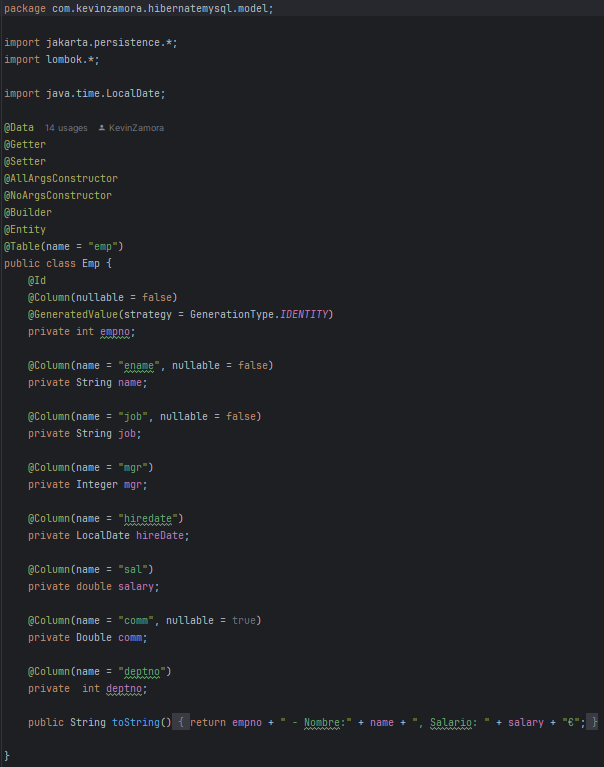 package com.kevinzamora.hibernatemysql.model;
import jakarta.persistence.*;
import lombok.*;
import java.time.LocalDate;
@Data 14 usages KevinZamora
@Getter
@Setter
@AllArgsConstructor
@NoArgsConstructor
@Builder
@Entity
@Table(name = "emp")
public class Emp {
@Id
@Column(nullable = false)
@GeneratedValue(strategy = GenerationType.IDENTITY)
private int empno;
@Column(name = "ename", nullable = false)
private String name;
@Column(name = "job", nullable = false)
private String job;
@Column(name = "mgr")
private Integer mgr;
@Column(name = "hiredate")
private LocalDate hireDate;
@Column(name = "sal")
private double salary;
@Column(name = "comm", nullable = true)
private Double comm;
@Column(name = "deptno")
private  int deptno;
public String toString() { return empno + " - Nombre:" + name + ", Salario: " + salary + "€"; }
}